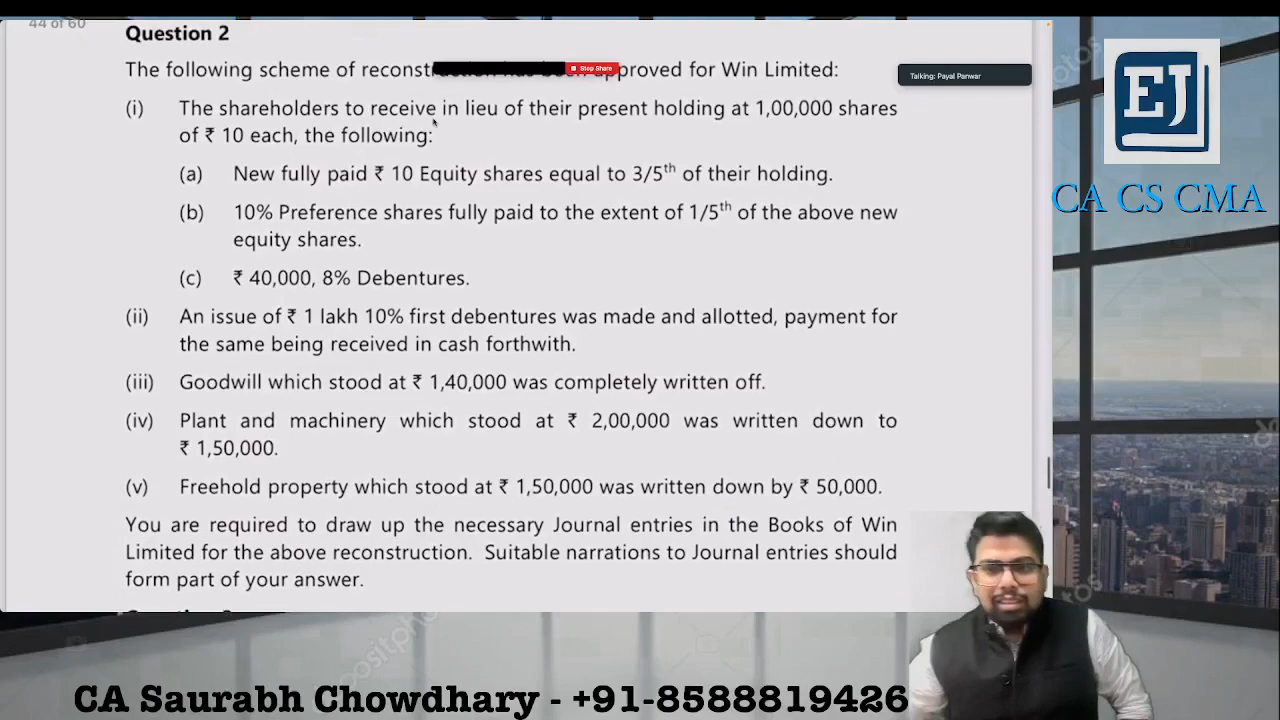 44 of 60
Question 2
The following scheme of reconstruction has been approved for Win Limited:
Stop Share
Talking: Payal Panwar
(i) The shareholders to receive in lieu of their present holding at 1,00,000 shares
of ₹ 10 each, the following:
(a) New fully paid ₹ 10 Equity shares equal to 3/5th of their holding.
(b) 10% Preference shares fully paid to the extent of 1/5th of the above new
equity shares.
(c) ₹ 40,000, 8% Debentures.
(ii) An issue of ₹ 1 lakh 10% first debentures was made and allotted, payment for
the same being received in cash forthwith.
(iii) Goodwill which stood at ₹ 1,40,000 was completely written off.
(iv) Plant and machinery which stood at ₹ 2,00,000 was written down to
₹ 1,50,000.
(v) Freehold property which stood at ₹ 1,50,000 was written down by ₹ 50,000.
You are required to draw up the necessary Journal entries in the Books of Win
Limited for the above reconstruction. Suitable narrations to Journal entries should
form part of your answer.
EJ
CA CS CMA
CA Saurabh Chowdhary - +91-8588819426